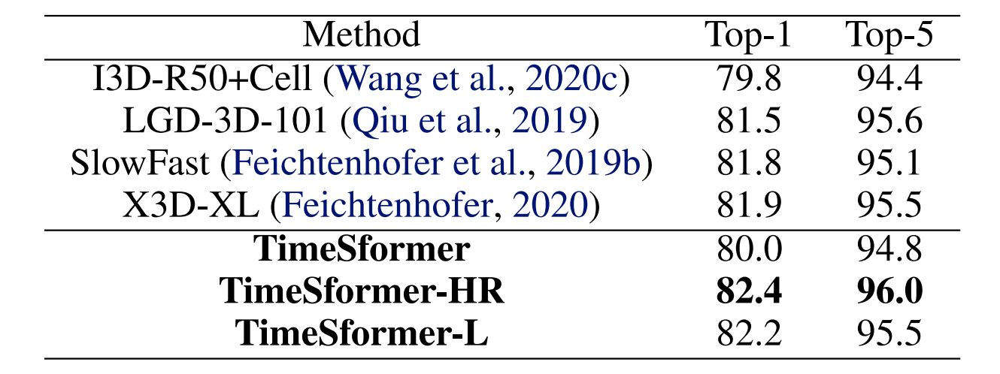 Method Top-1 Top-5
I3D-R50+Cell (Wang et al., 2020c) 79.8 94.4
LGD-3D-101 (Qiu et al., 2019) 81.5 95.6
SlowFast (Feichtenhofer et al., 2019b) 81.8 95.1
X3D-XL (Feichtenhofer, 2020) 81.9 95.5
TimeSformer 80.0 94.8
TimeSformer-HR 82.4 96.0
TimeSformer-L 82.2 95.5